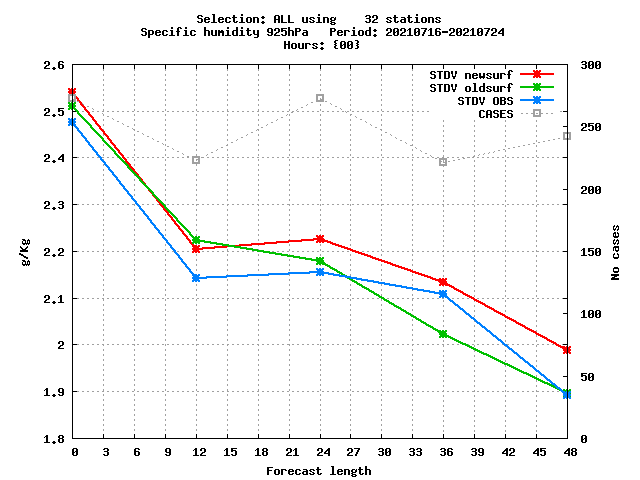 Selection: ALL using    32 stations
Specific humidity 925hPa   Period: 20210716-20210724
Hours: {00}
STDV newsurf
STDV oldsurf
STDV OBS
CASES
2.6
2.5
2.4
2.3
2.2
2.1
2
1.9
1.8
g/Kg
300
250
200
150
100
50
0
No cases
0 3 6 9 12 15 18 21 24 27 30 33 36 39 42 45 48
Forecast length